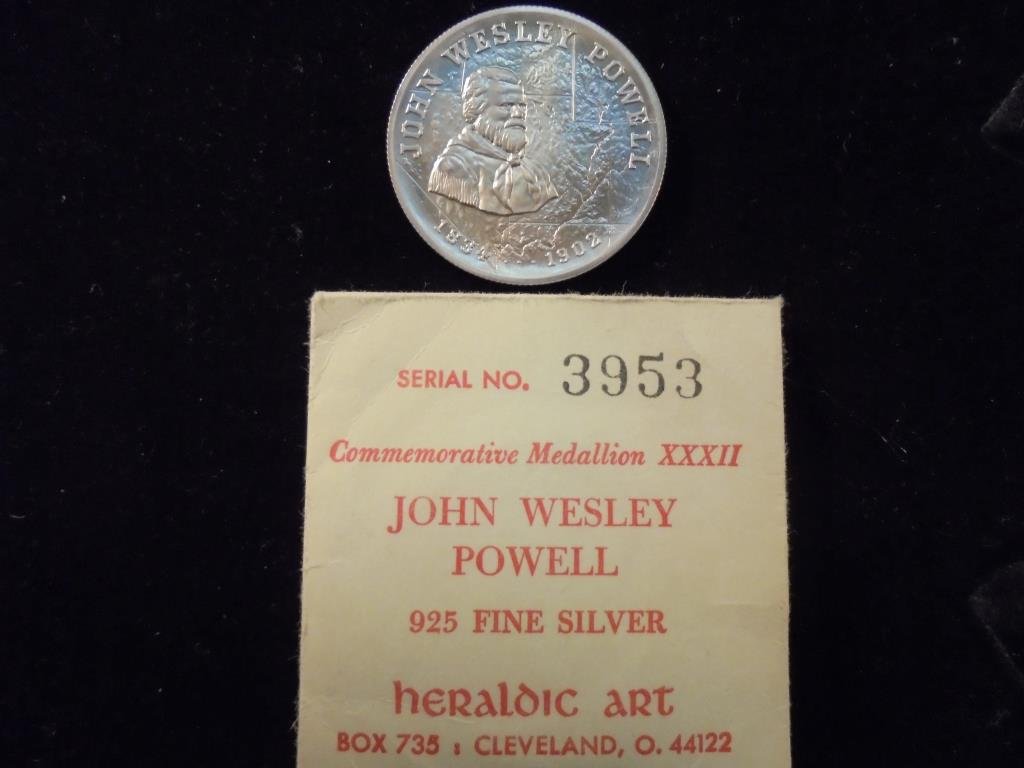 JOHN WESLEY POWELL
1834 1902
SERIAL NO. 3953
Commemorative Medallion XXXII
JOHN WESLEY
POWELL
925 FINE SILVER
heraldic art
BOX 735 : CLEVELAND, O. 44122